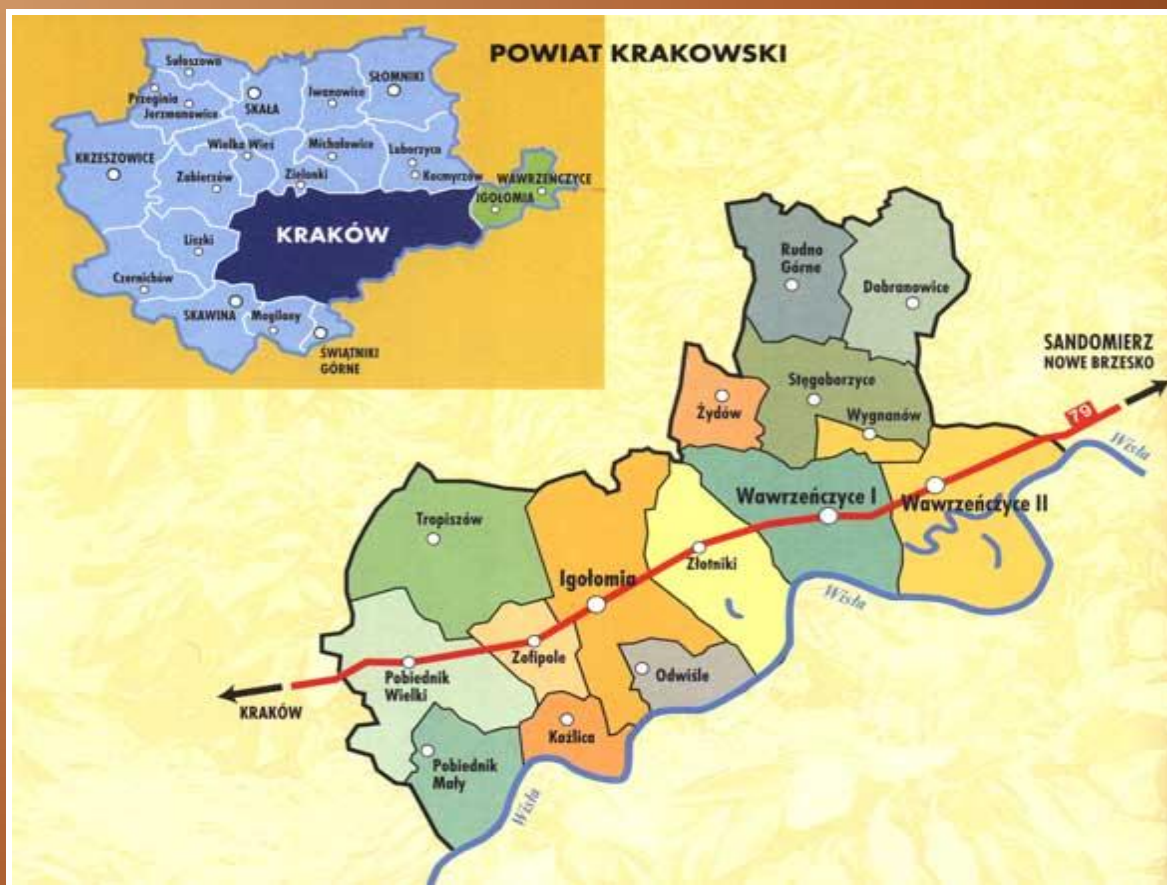 POWIAT KRAKOWSKI
Sułoszowa
Przeginia
Jerzmanowice
SKAŁA
Iwanowice
SŁOMNIKI
KRZESZOWICE
Wielka Wieś
Michałowice
Luborzyca
Zabierzów
Zielonki
Kocmyrzów
WAWRZEŃCZYCE
IGOŁOMIA
KRAKÓW
Liszki
Czernichów
SKAWINA
Mogilany
ŚWIĄTNIKI
GÓRNE
Rudno
Górne
Dobranowice
SANDOMIERZ
NOWE BRZESKO
Stęgoborzyce
Żydów
Wygnanów
79
Wisła
Wawrzeńczyce I
Wawrzeńczyce II
Tropiszów
Złotniki
Igołomia
Wisła
Zofipole
Odwiśle
Pobiednik
Wielki
KRAKÓW
Koźlica
Pobiednik
Mały
Wisła